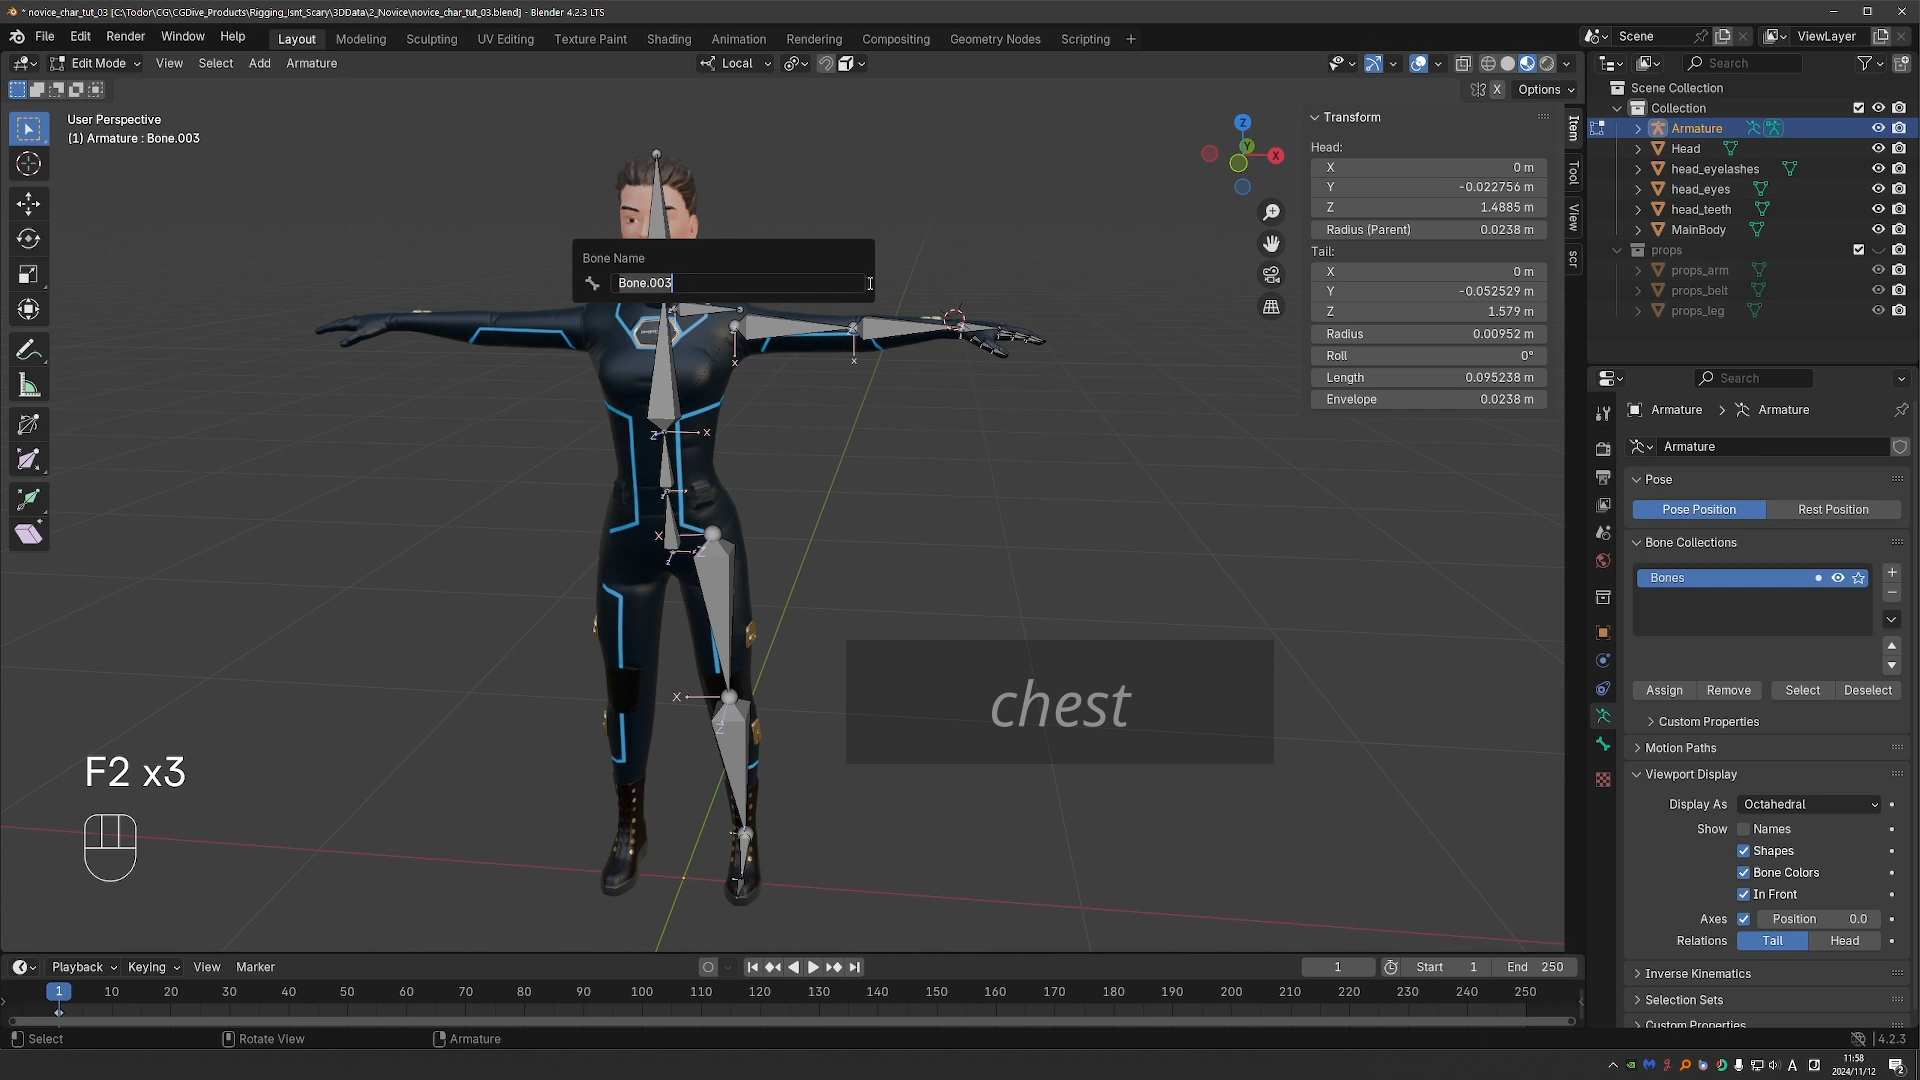 * novice_char_tut_03 [C:\Todor\CG\CGDive_Products\Rigging_Isnt_Scary\3DData\2_Novice\novice_char_tut_03.blend] - Blender 4.2.3 LTS
File Edit Render Window Help Layout Modeling Sculpting UV Editing Texture Paint Shading Animation Rendering Compositing Geometry Nodes Scripting + Scene ViewLayer
Edit Mode View Select Add Armature Local Search
X Options
User Perspective
(1) Armature : Bone.003
Z
Y
X
Bone Name
Bone.003
Transform
Head:
X 0 m
Y -0.022756 m
Z 1.4885 m
Radius (Parent) 0.0238 m
Tail:
X 0 m
Y -0.052529 m
Z 1.579 m
Radius 0.00952 m
Roll 0°
Length 0.095238 m
Envelope 0.0238 m
Item
Tool
View
scr
Scene Collection
Collection
Armature
Head
head_eyelashes
head_eyes
head_teeth
MainBody
props
props_arm
props_belt
props_leg
Search
Armature > Armature
Armature
Pose
Pose Position Rest Position
Bone Collections
Bones
Assign Remove Select Deselect
Custom Properties
Motion Paths
Viewport Display
Display As Octahedral
Show Names
Shapes
Bone Colors
In Front
Axes Position 0.0
Relations Tail Head
Inverse Kinematics
Selection Sets
Custom Properties
x
x
Z X
X
Z
X
Z
chest
F2 x3
Playback Keying View Marker 1 Start 1 End 250
1 10 20 30 40 50 60 70 80 90 100 110 120 130 140 150 160 170 180 190 200 210 220 230 240 250
Select Rotate View Armature 4.2.3
A 11:58
2024/11/12
2